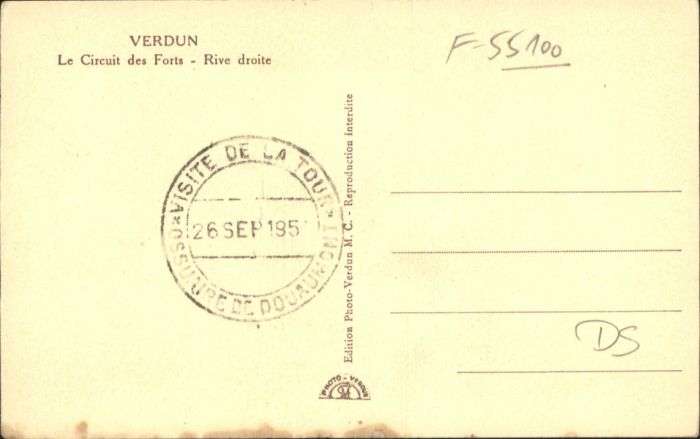 VERDUN
Le Circuit des Forts - Rive droite
F-55100
*VISITE DE LA TOUR*
26 SEP 195
OSSUAIRE DE DOUAUMONT
Edition Photo-Verdun M. C. - Reproduction interdite
DS
PHOTO - VERDUN